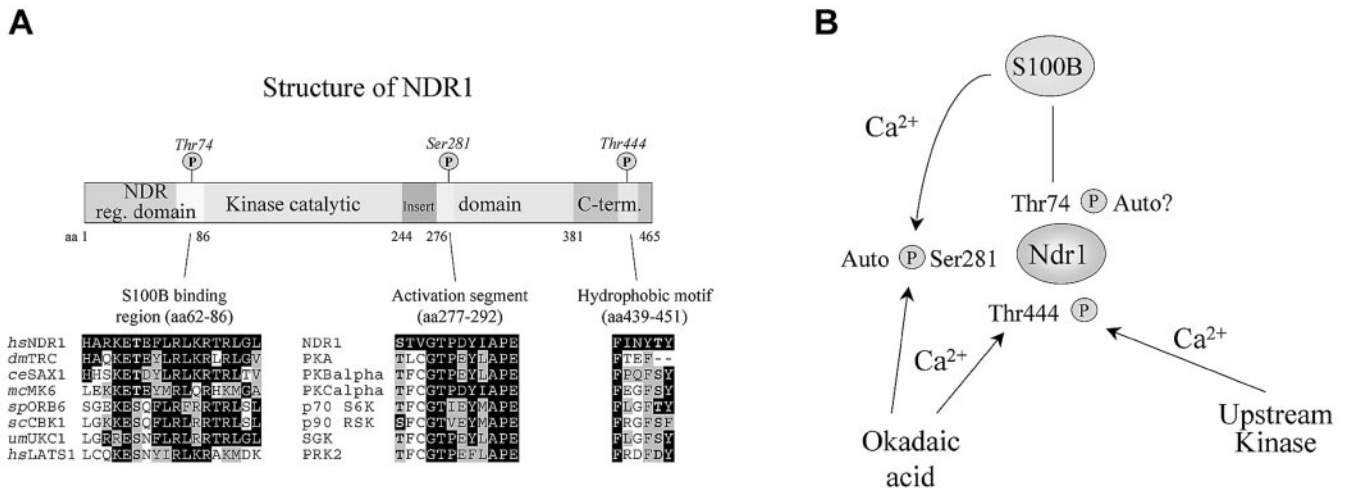 A
Structure of NDR1
Thr74
Ser281
Thr444
P
P
P
NDR
reg. domain
Kinase catalytic
Insert
domain
C-term.
aa 1
86
244
276
381
465
S100B binding
region (aa62-86)
Activation segment
(aa277-292)
Hydrophobic motif
(aa439-451)
hsNDR1 HARKETEFLRLKRTRLGL
dmTRC HAQKETEYLRLKRLRLGV
ceSAX1 HHSKETDYLRLKRTRLTV
mcMK6 LEKKETEYMRLQRHKMGA
spORB6 SGEKESQFLRFRRTRLSL
scCBK1 LGKKESQFLRLRRTRLSL
umUKC1 LGRRESNFLRLRRTRLGL
hsLATS1 LCQKESNYIRLKRAKMDK
NDR1 STVGTPDYIAPE FINYTY
PKA TLCGTPEYLAPE FTEF--
PKBalpha TFCGTPEYLAPE FPQFSY
PKCalpha TFCGTPDYIAPE FEGFSY
p70 S6K TFCGTIEYMAPE FLGFTY
p90 RSK SFCGTVEYMAPE FRGFSF
SGK TFCGTPEYLAPE FLGFSY
PRK2 TFCGTPEFLAPE FRDFDY
B
S100B
Ca²⁺
Thr74 P Auto?
Auto P Ser281
Ndr1
Thr444 P
Ca²⁺
Ca²⁺
Okadaic
acid
Upstream
Kinase